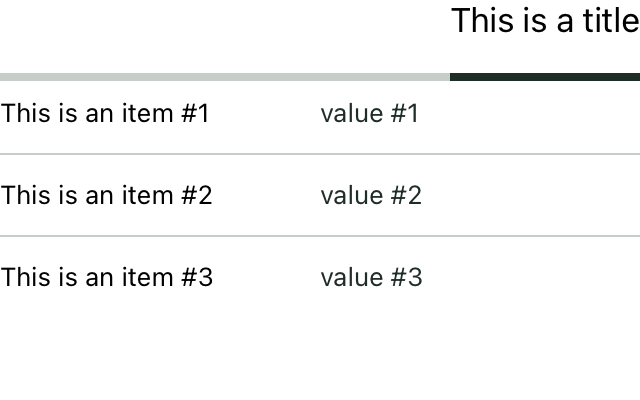 This is a title
This is an item #1 value #1
This is an item #2 value #2
This is an item #3 value #3